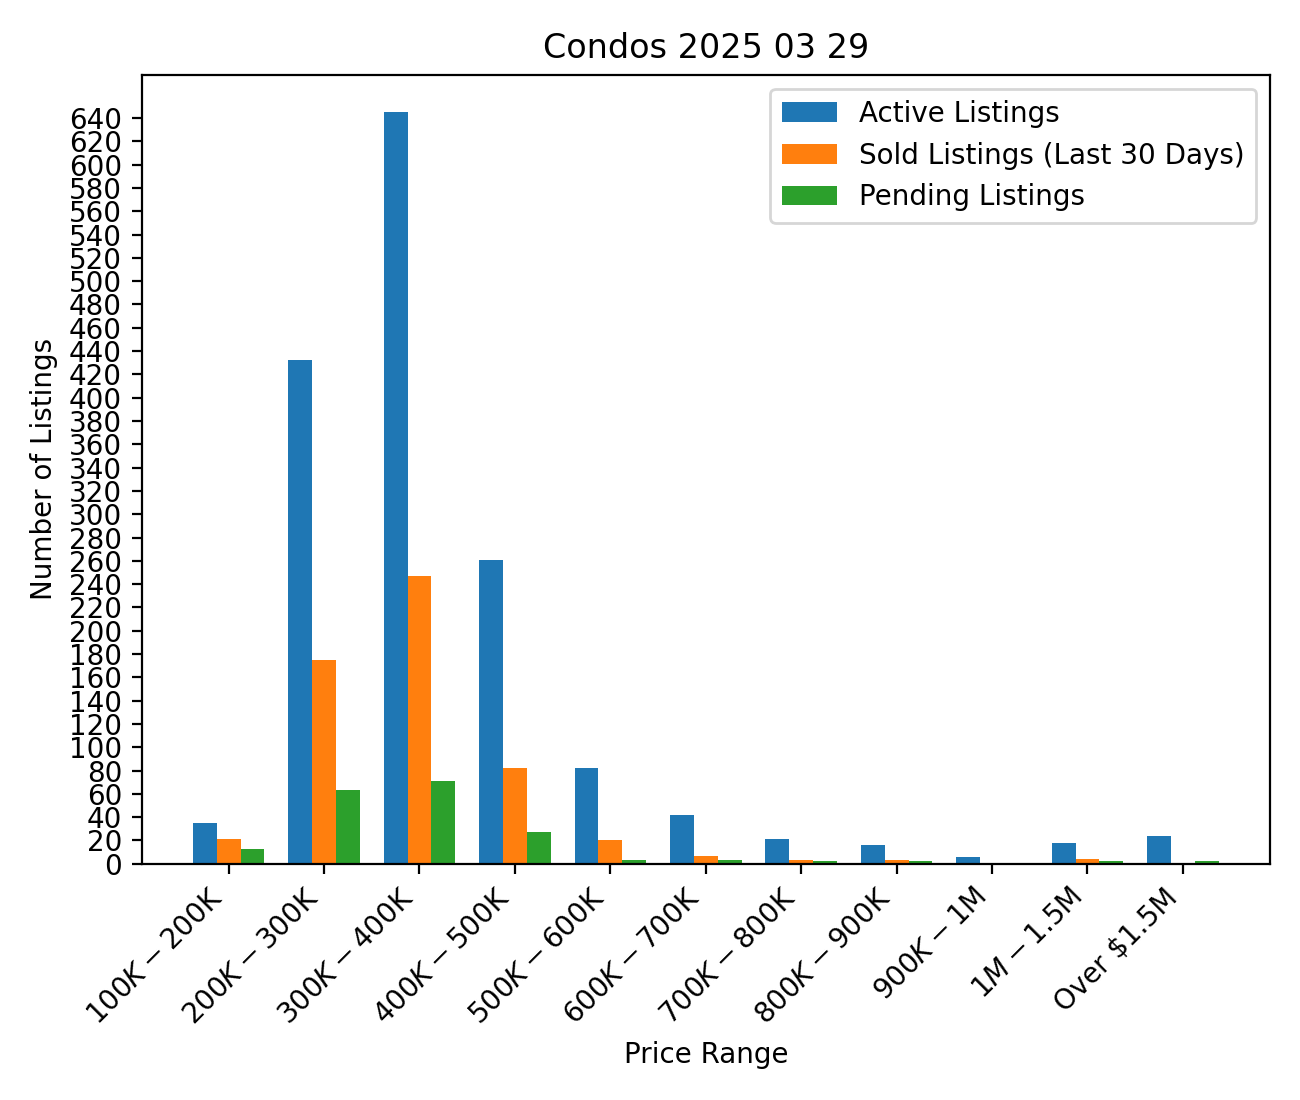 Condos 2025 03 29
Active Listings
Sold Listings (Last 30 Days)
Pending Listings
Number of Listings
640
620
600
580
560
540
520
500
480
460
440
420
400
380
360
340
320
300
280
260
240
220
200
180
160
140
120
100
80
60
40
20
0
100K − 200K
200K − 300K
300K − 400K
400K − 500K
500K − 600K
600K − 700K
700K − 800K
800K − 900K
900K − 1M
1M − 1.5M
Over $1.5M
Price Range